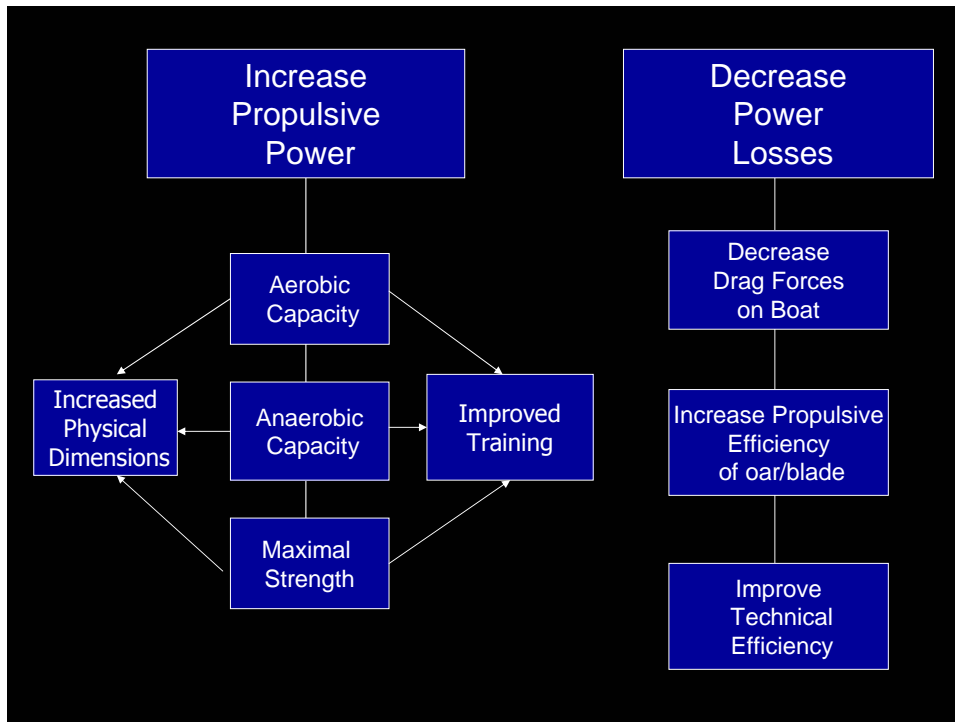 Increase
Propulsive
Power
Decrease
Power
Losses
Aerobic
Capacity
Increased
Physical
Dimensions
Anaerobic
Capacity
Improved
Training
Maximal
Strength
Decrease
Drag Forces
on Boat
Increase Propulsive
Efficiency
of oar/blade
Improve
Technical
Efficiency